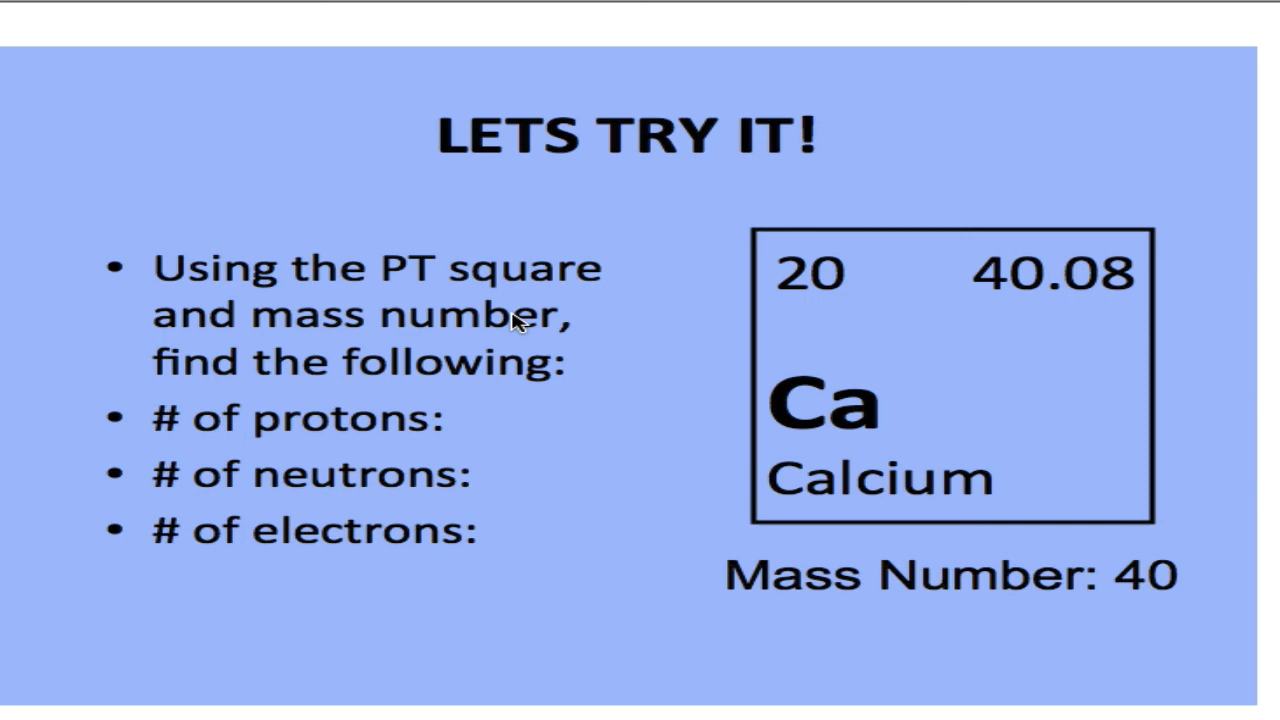 LETS TRY IT!
• Using the PT square
and mass number,
find the following:
• # of protons:
• # of neutrons:
• # of electrons:
20 40.08
Ca
Calcium
Mass Number: 40